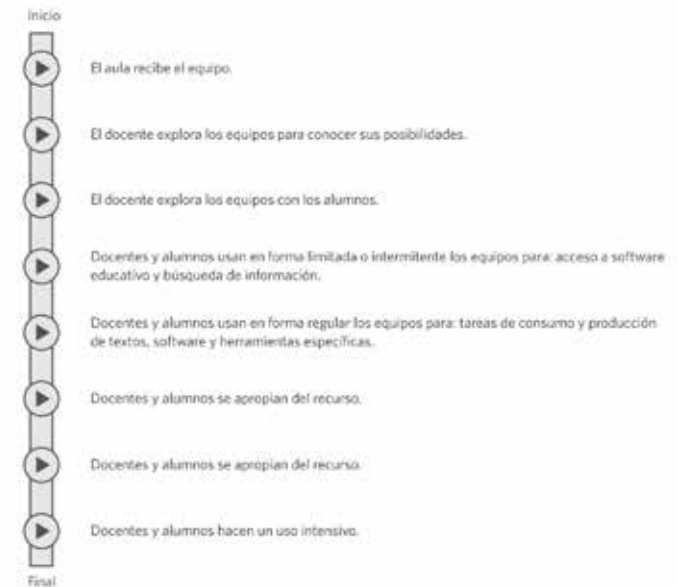 Inicio
El aula recibe el equipo.
El docente explora los equipos para conocer sus posibilidades.
El docente explora los equipos con los alumnos.
Docentes y alumnos usan en forma limitada o intermitente los equipos para: acceso a software
educativo y búsqueda de información.
Docentes y alumnos usan en forma regular los equipos para: tareas de consumo y producción
de textos, software y herramientas específicas.
Docentes y alumnos se apropian del recurso.
Docentes y alumnos se apropian del recurso.
Docentes y alumnos hacen un uso intensivo.
Final